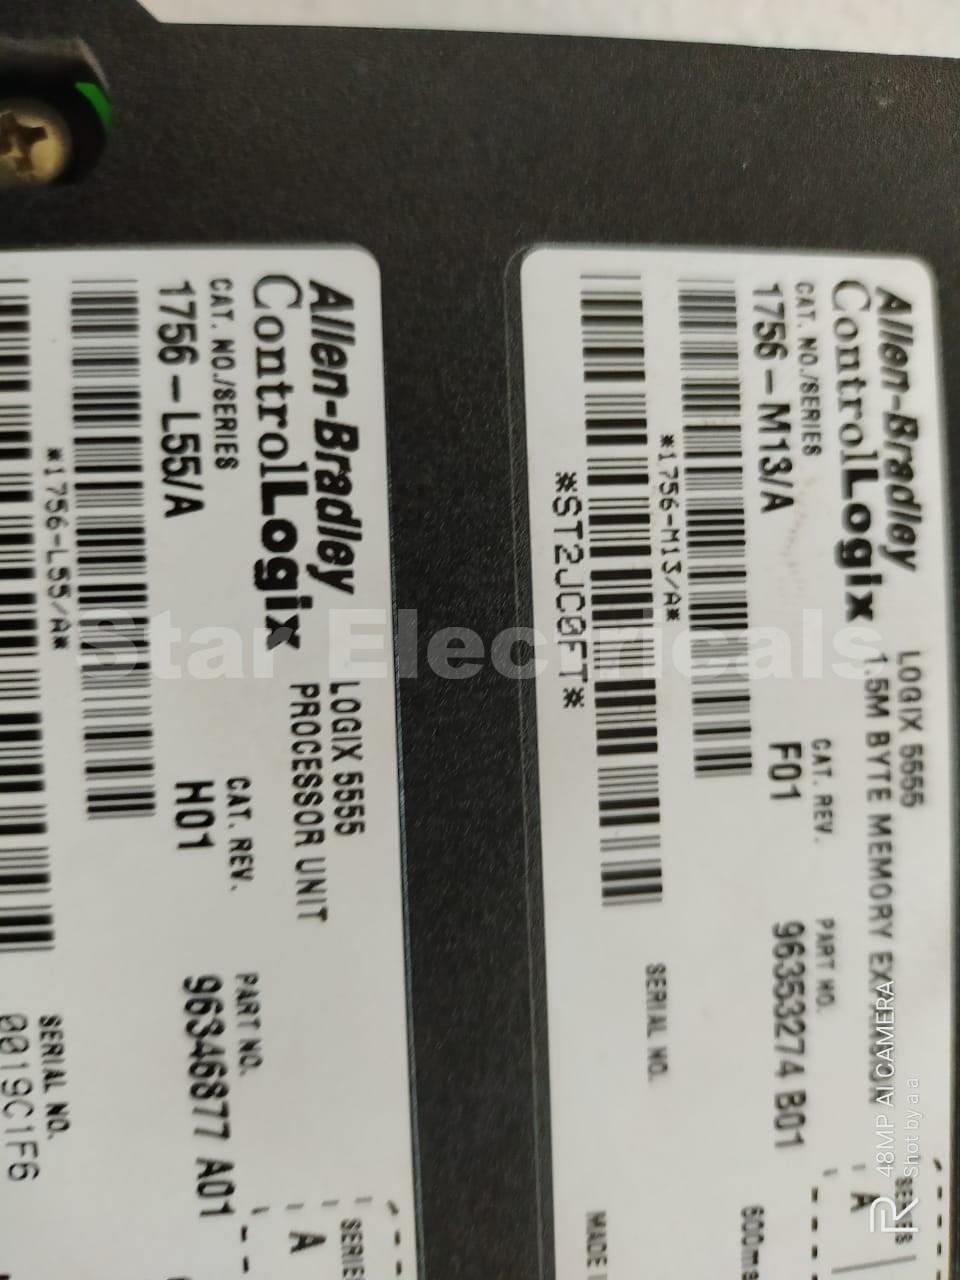 Allen-Bradley
ControlLogix
LOGIX 5555
PROCESSOR UNIT
CAT. NO./SERIES
1756-L55/A
CAT. REV.
H01
PART NO.
96346877 A01
SERIES
A
*1756-L55/A*
SERIAL NO.
0019C1F6
Allen-Bradley
ControlLogix
LOGIX 5555
1.5M BYTE MEMORY EXPANSION
CAT. NO./SERIES
1756-M13/A
CAT. REV.
F01
PART NO.
96353274 B01
SERIES
A
*1756-M13/A*
SERIAL NO.
*ST2JC0FT*
MADE
Star Electricals
48MP AI CAMERA
Shot by a a